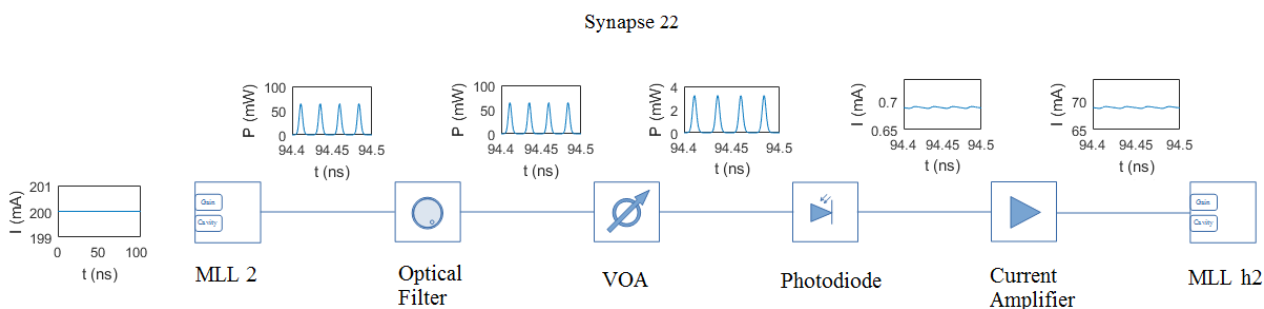 Synapse 22
P (mW)
100
50
0
94.4 94.45 94.5
t (ns)
P (mW)
100
50
0
94.4 94.45 94.5
t (ns)
P (mW)
4
2
0
94.4 94.45 94.5
t (ns)
I (mA)
0.7
0.65
94.4 94.45 94.5
t (ns)
I (mA)
70
65
94.4 94.45 94.5
t (ns)
I (mA)
201
200
199
0 50 100
t (ns)
Gain
Cavity
Gain
Cavity
MLL 2
Optical
Filter
VOA
Photodiode
Current
Amplifier
MLL h2